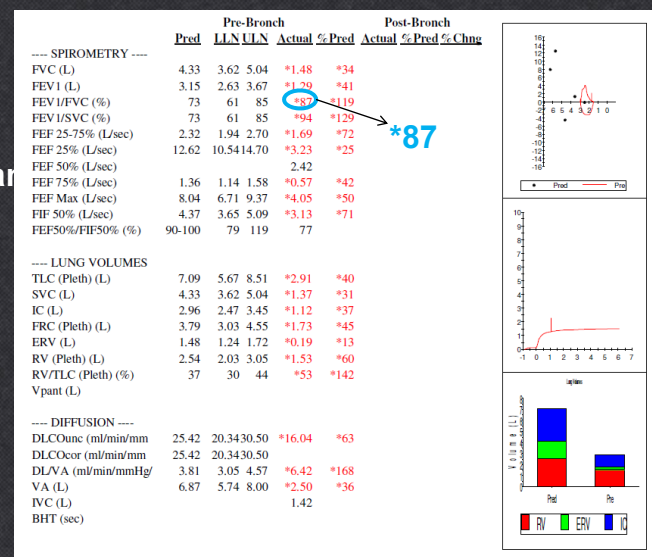 Pre-Bronch Post-Bronch
Pred LLN ULN Actual %Pred Actual %Pred %Chng
---- SPIROMETRY ----
FVC (L) 4.33 3.62 5.04 *1.48 *34
FEV1 (L) 3.15 2.63 3.67 *1.29 *41
FEV1/FVC (%) 73 61 85 *87 *119
FEV1/SVC (%) 73 61 85 *94 *129
*87
FEF 25-75% (L/sec) 2.32 1.94 2.70 *1.69 *72
FEF 25% (L/sec) 12.62 10.54 14.70 *3.23 *25
FEF 50% (L/sec) 2.42
FEF 75% (L/sec) 1.36 1.14 1.58 *0.57 *42
FEF Max (L/sec) 8.04 6.71 9.37 *4.05 *50
FIF 50% (L/sec) 4.37 3.65 5.09 *3.13 *71
FEF50%/FIF50% (%) 90-100 79 119 77
---- LUNG VOLUMES
TLC (Pleth) (L) 7.09 5.67 8.51 *2.91 *40
SVC (L) 4.33 3.62 5.04 *1.37 *31
IC (L) 2.96 2.47 3.45 *1.12 *37
FRC (Pleth) (L) 3.79 3.03 4.55 *1.73 *45
ERV (L) 1.48 1.24 1.72 *0.19 *13
RV (Pleth) (L) 2.54 2.03 3.05 *1.53 *60
RV/TLC (Pleth) (%) 37 30 44 *53 *142
Vpant (L)
---- DIFFUSION ----
DLCOunc (ml/min/mm 25.42 20.34 30.50 *16.04 *63
DLCOcor (ml/min/mm 25.42 20.34 30.50
DL/VA (ml/min/mmHg/ 3.81 3.05 4.57 *6.42 *168
VA (L) 6.87 5.74 8.00 *2.50 *36
IVC (L) 1.42
BHT (sec)
Pred Pre
-1 0 1 2 3 4 5 6 7
Lung Volumes
Volume (L)
Pred Pre
RV ERV IC